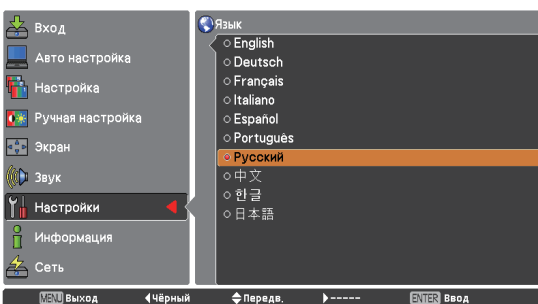 Вход
Авто настройка
Настройка
Ручная настройка
Экран
Звук
Настройки
Информация
Сеть
Язык
English
Deutsch
Français
Italiano
Español
Português
Русский
中文
한글
日本語
MENU Выход ◀Чёрный Передв. ▶----- ENTER Ввод